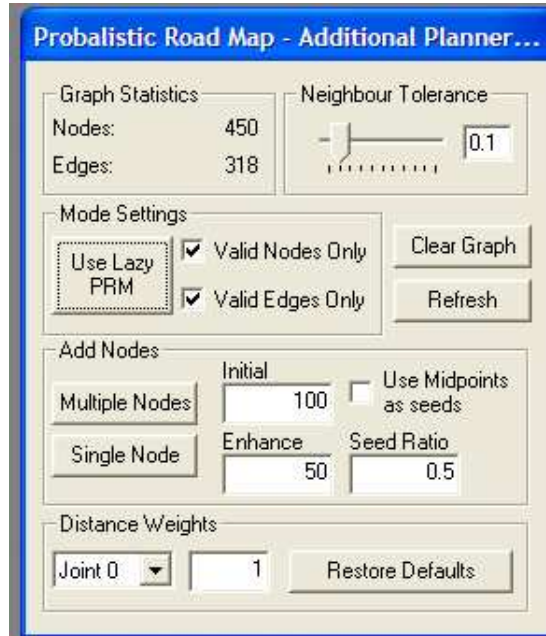 Probalistic Road Map - Additional Planner...
Graph Statistics
Nodes: 450
Edges: 318
Neighbour Tolerance
0.1
Mode Settings
Use Lazy
PRM
Valid Nodes Only
Valid Edges Only
Clear Graph
Refresh
Add Nodes
Multiple Nodes
Single Node
Initial
100
Use Midpoints
as seeds
Enhance
50
Seed Ratio
0.5
Distance Weights
Joint 0
1
Restore Defaults